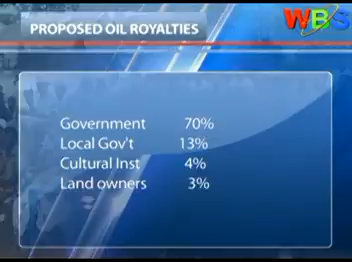 PROPOSED OIL ROYALTIES
WBS
Government 70%
Local Gov't 13%
Cultural Inst 4%
Land owners 3%